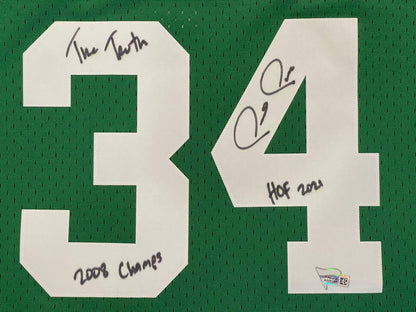 The Truth
34
HOF 2021
2008 Champs